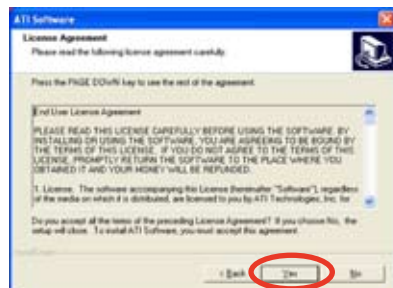 ATI Software
License Agreement
Please read the following license agreement carefully.
Press the PAGE DOWN key to see the rest of the agreement.
End User License Agreement
PLEASE READ THIS LICENSE CAREFULLY BEFORE USING THE SOFTWARE. BY
INSTALLING OR USING THE SOFTWARE, YOU ARE AGREEING TO BE BOUND BY
THE TERMS OF THIS LICENSE. IF YOU DO NOT AGREE TO THE TERMS OF THIS
LICENSE, PROMPTLY RETURN THE SOFTWARE TO THE PLACE WHERE YOU
OBTAINED IT AND YOUR MONEY WILL BE REFUNDED.
1. License. The software accompanying this License (hereinafter "Software"), regardless
of the media on which it is distributed, are licensed to you by ATI Technologies, Inc. for
Do you accept all the terms of the preceding License Agreement? If you choose No, the
setup will close. To install ATI Software, you must accept this agreement.
< Back
Yes
No